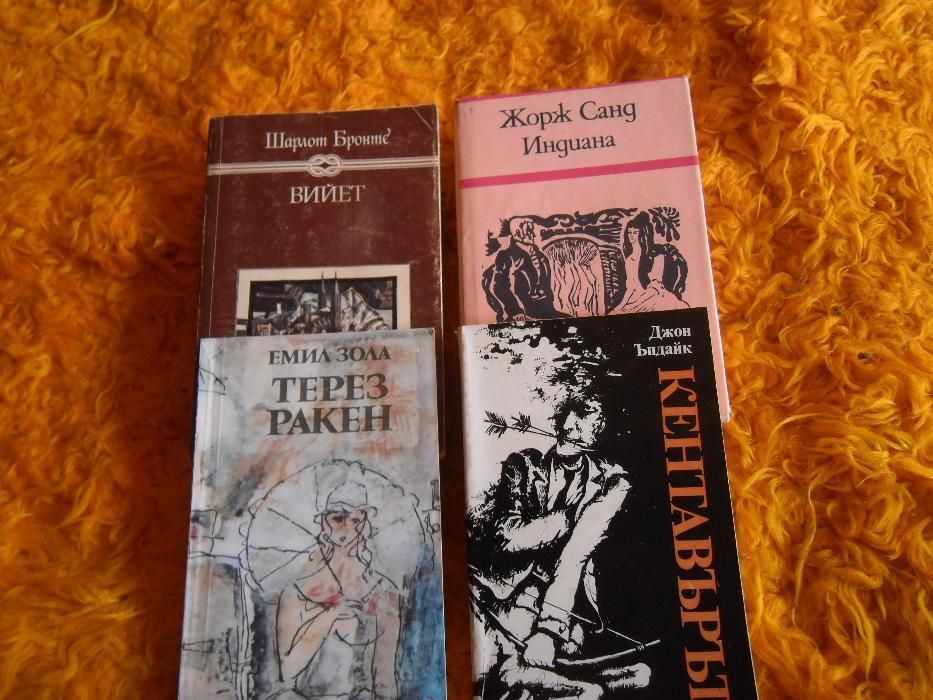 Шарлот Бронте
ВИЙЕТ
Жорж Санд
Индиана
ЕМИЛ ЗОЛА
ТЕРЕЗ
РАКЕН
Джон
Ъпдайк
КЕНТАВЪРЪТ